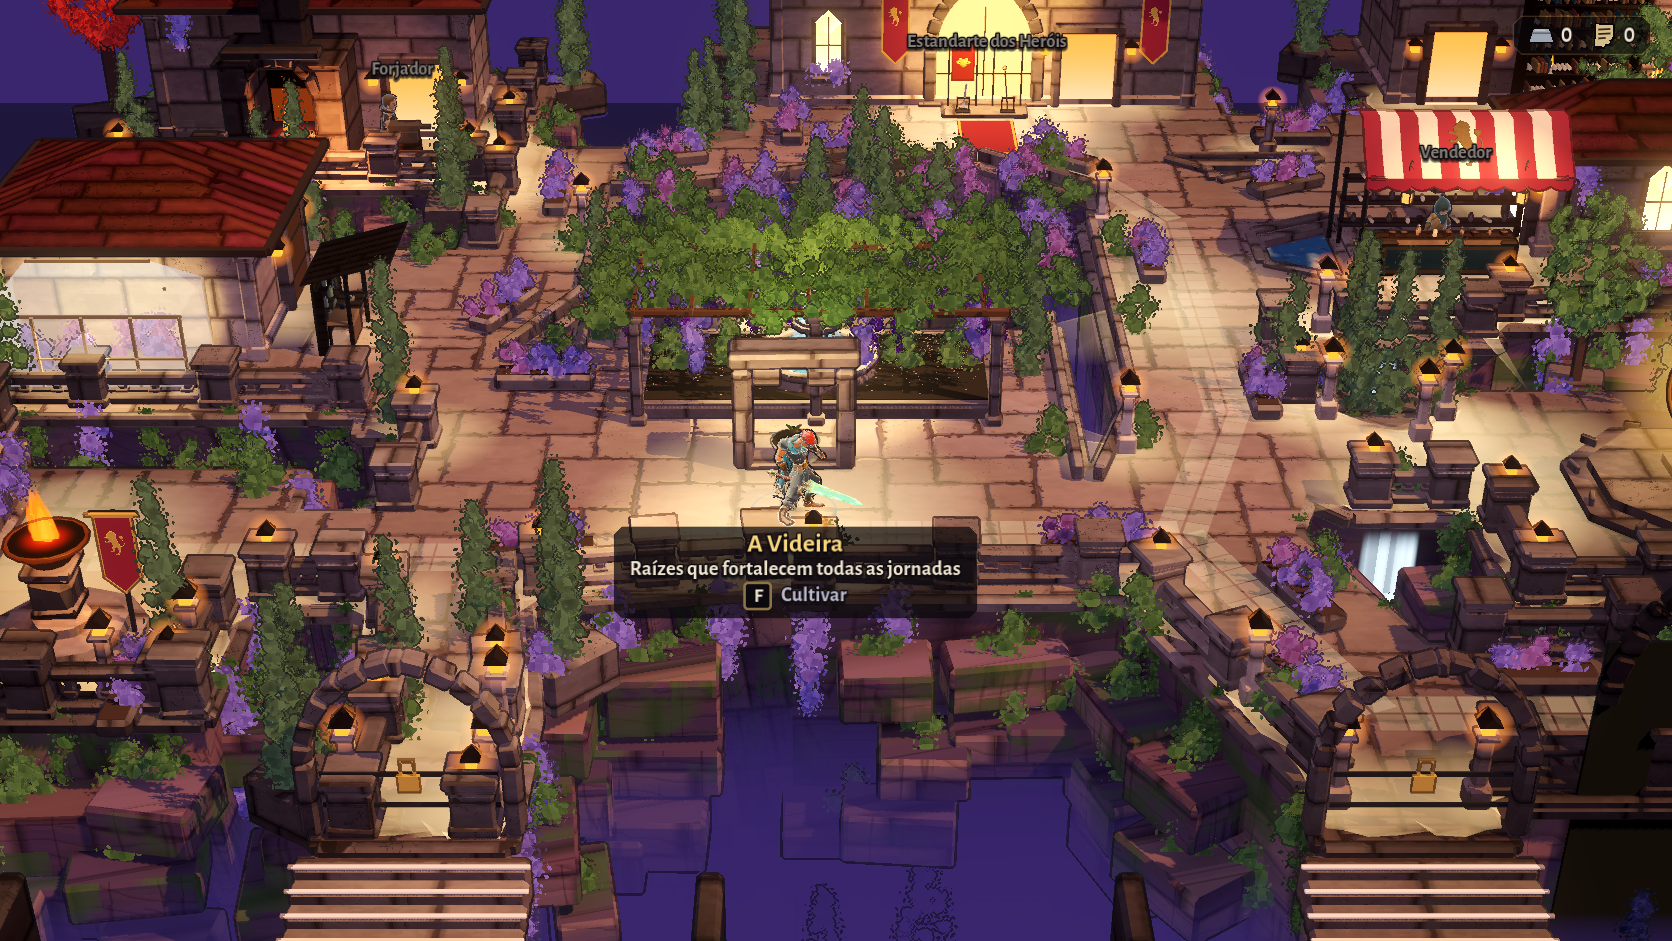 Estandarte dos Heróis
0
0
Forjador
Vendedor
A Videira
Raízes que fortalecem todas as jornadas
F Cultivar